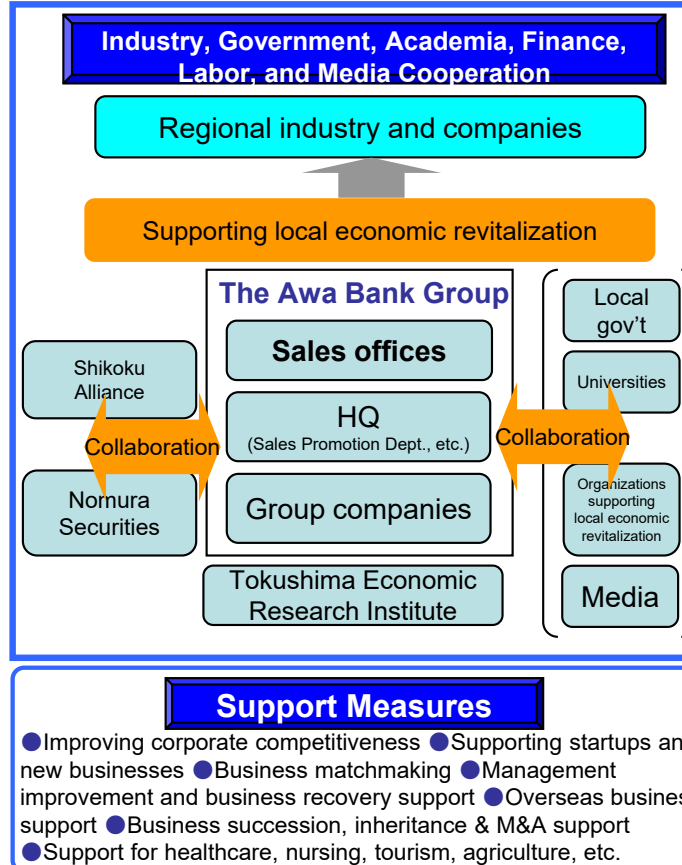 Industry, Government, Academia, Finance,
Labor, and Media Cooperation
Regional industry and companies
Supporting local economic revitalization
The Awa Bank Group
Sales offices
HQ
(Sales Promotion Dept., etc.)
Group companies
Tokushima Economic
Research Institute
Shikoku
Alliance
Collaboration
Nomura
Securities
Collaboration
Local
gov't
Universities
Organizations
supporting
local economic
revitalization
Media
Support Measures
●Improving corporate competitiveness ●Supporting startups an
new businesses ●Business matchmaking ●Management
improvement and business recovery support ●Overseas busines
support ●Business succession, inheritance & M&A support
●Support for healthcare, nursing, tourism, agriculture, etc.